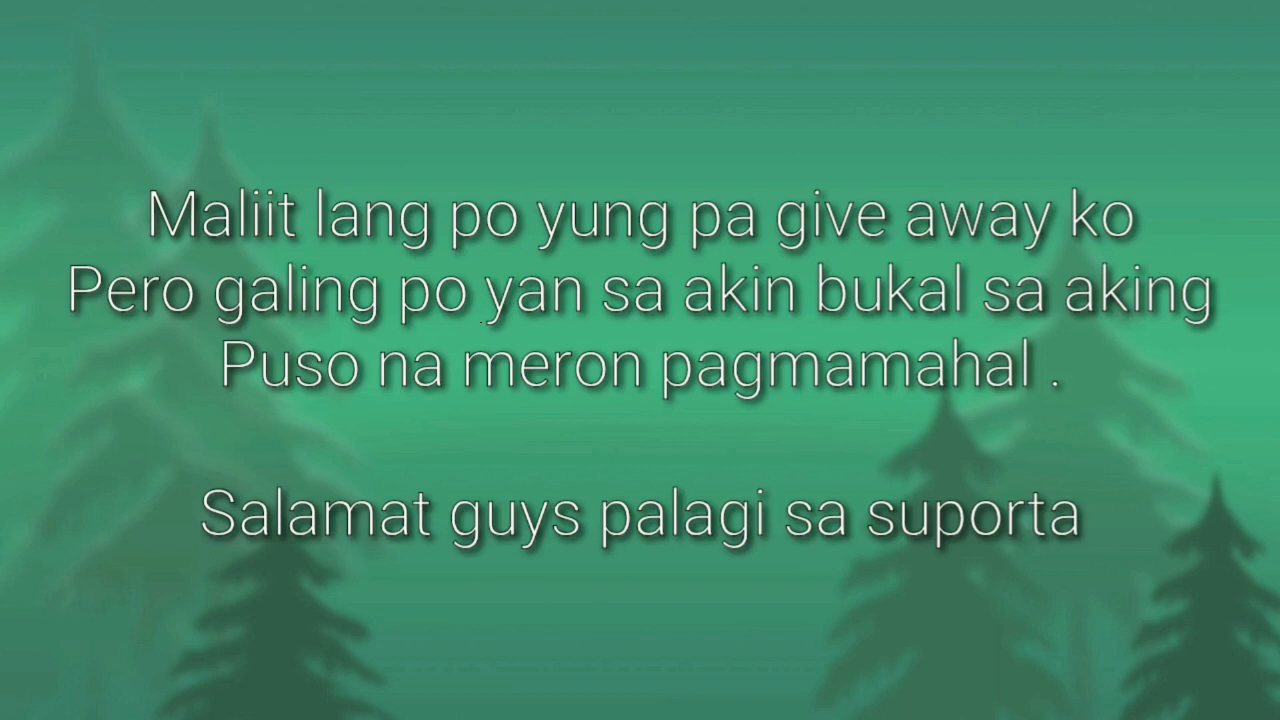 Maliit lang po yung pa give away ko
Pero galing po yan sa akin bukal sa aking
Puso na meron pagmamahal .
Salamat guys palagi sa suporta